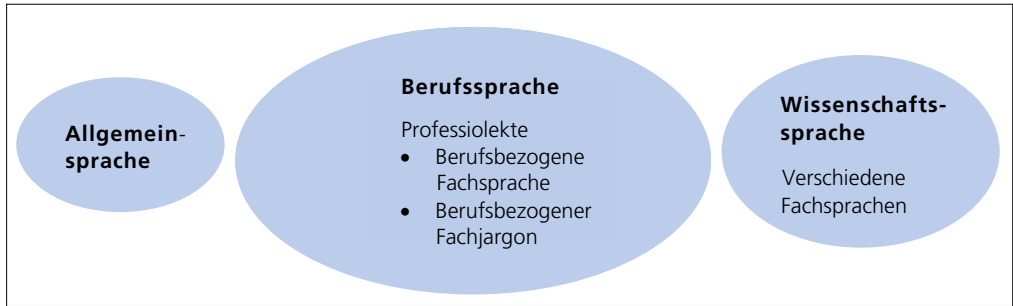 Allgemein-
sprache
Berufssprache
Professiolekte
• Berufsbezogene
Fachsprache
• Berufsbezogener
Fachjargon
Wissenschafts-
sprache
Verschiedene
Fachsprachen